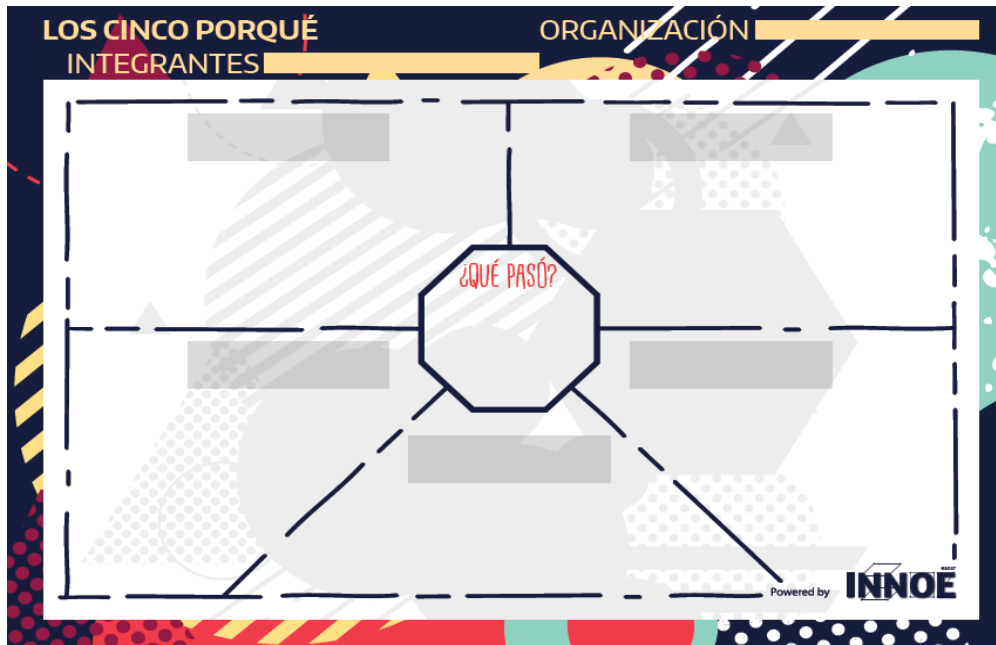 LOS CINCO PORQUÉ
ORGANIZACIÓN
INTEGRANTES
¿QUÉ PASÓ?
Powered by
INNOE